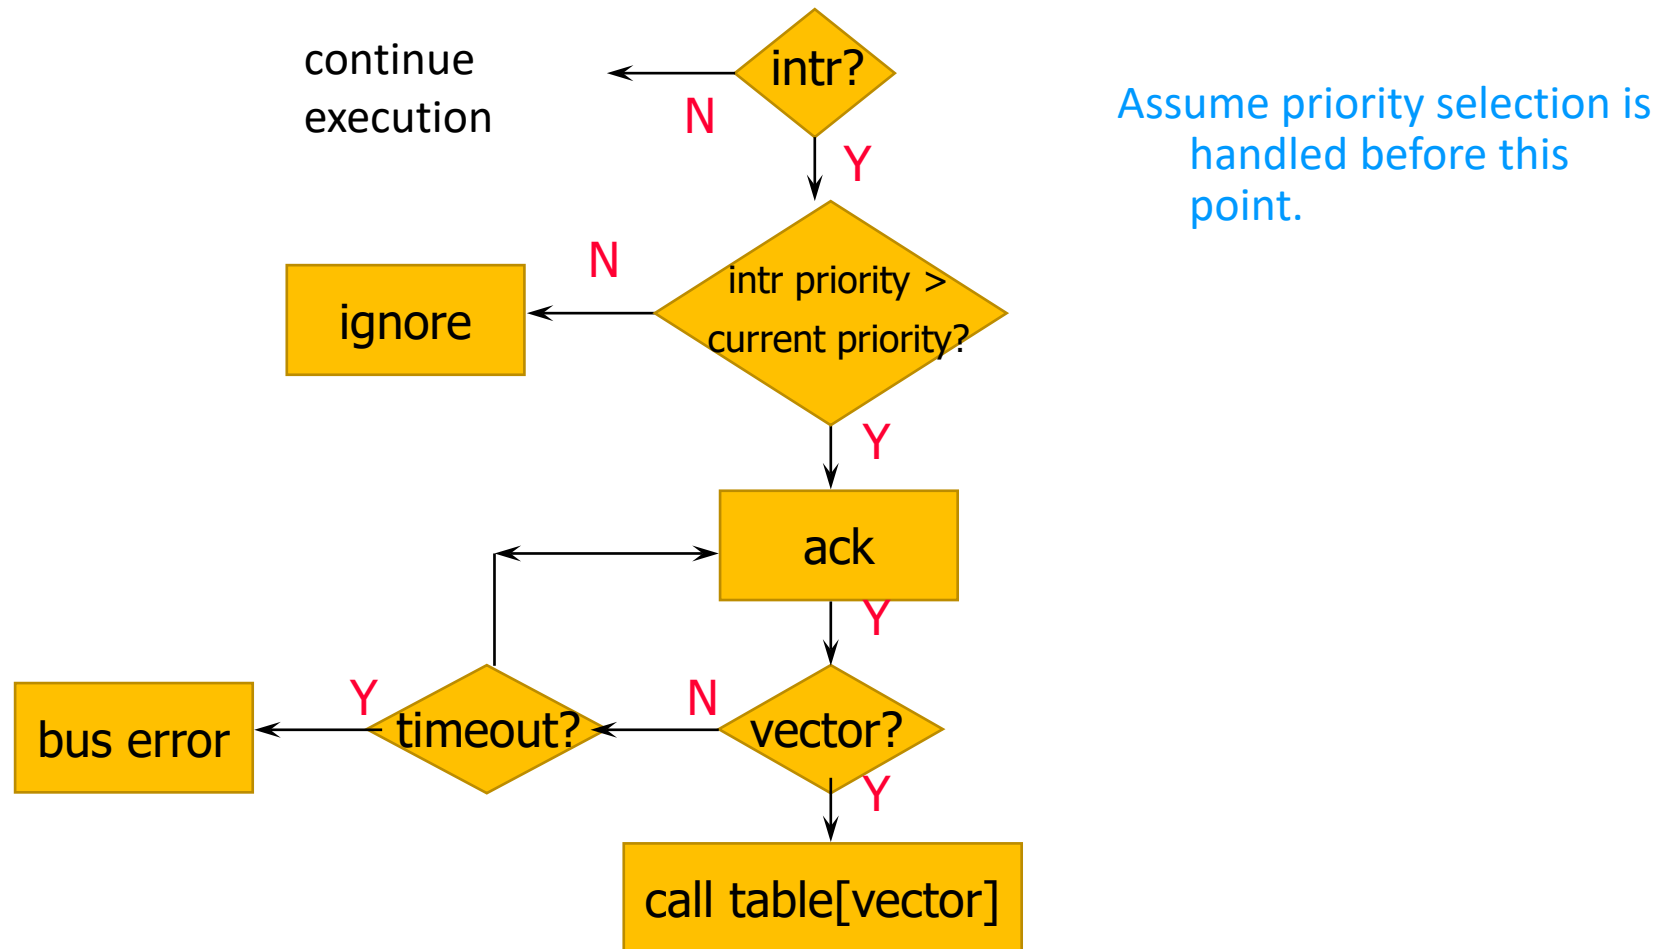 intr?
continue
execution
N
Y
Assume priority selection is
handled before this
point.
N
intr priority >
current priority?
ignore
Y
ack
Y
Y
N
bus error
timeout?
vector?
Y
call table[vector]